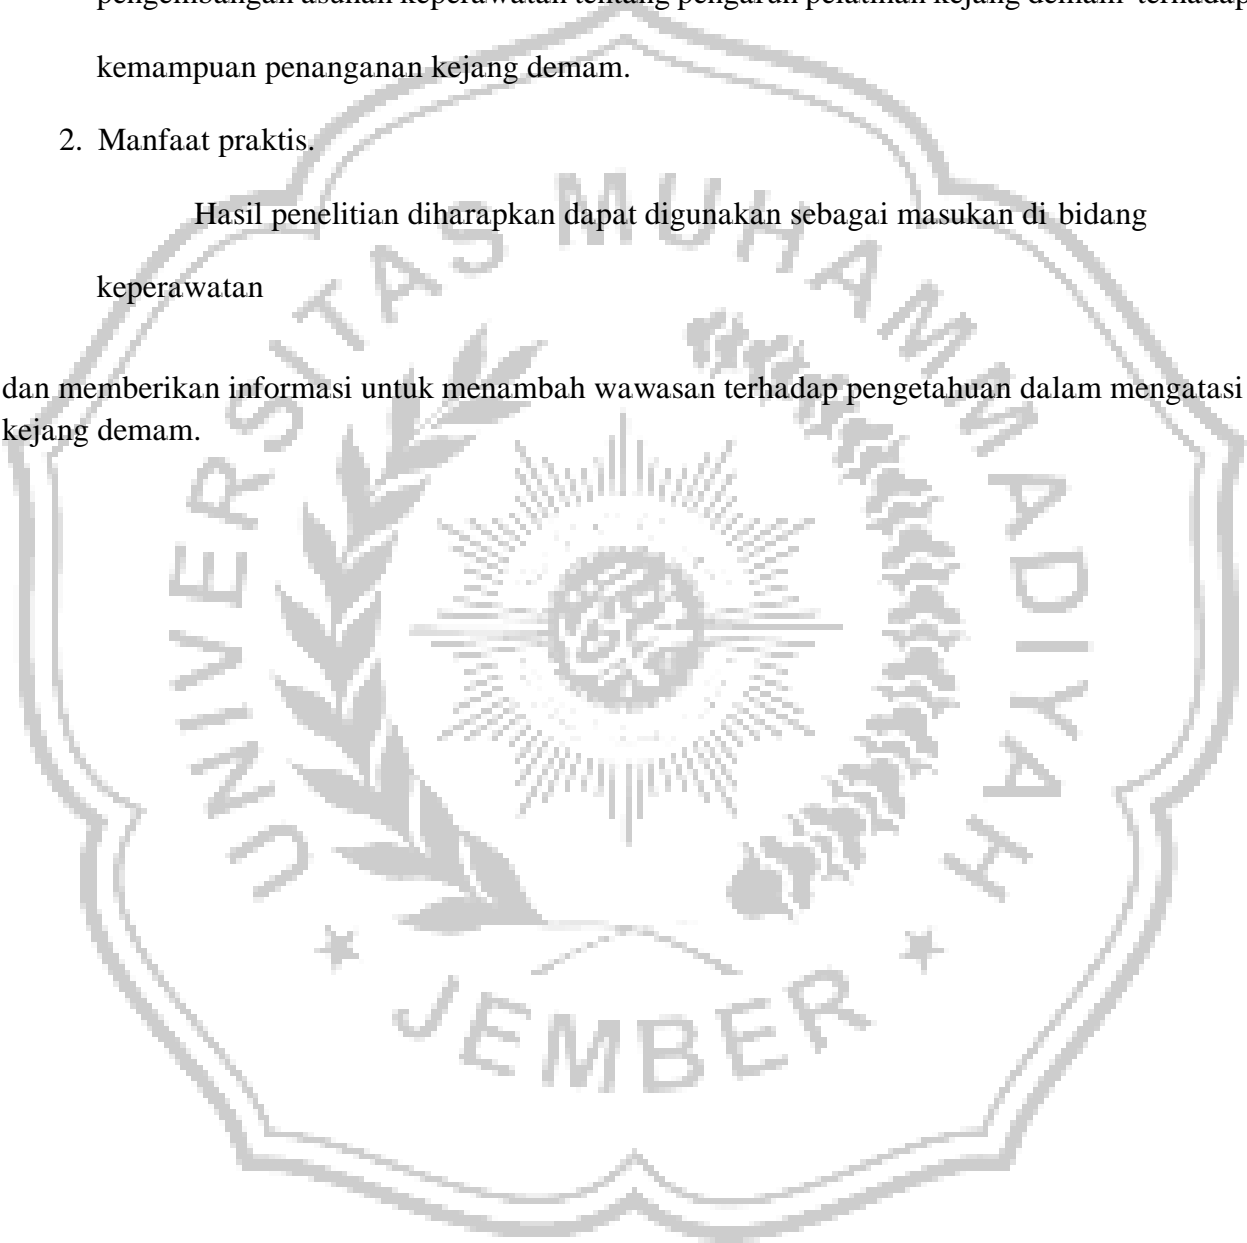 pengembangan asuhan keperawatan tentang pengaruh pelatihan kejang demam terhadap
kemampuan penanganan kejang demam.
2. Manfaat praktis.
Hasil penelitian diharapkan dapat digunakan sebagai masukan di bidang
keperawatan
dan memberikan informasi untuk menambah wawasan terhadap pengetahuan dalam mengatasi
kejang demam.
UNIVERSITAS MUHAMMADIYAH
JEMBER